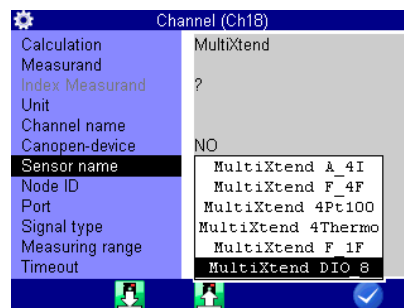 Channel (Ch18)
Calculation MultiXtend
Measurand
Index Measurand ?
Unit
Channel name
Canopen-device NO
Sensor name MultiXtend A_4I
Node ID MultiXtend F_4F
Port MultiXtend 4Pt100
Signal type MultiXtend 4Thermo
Measuring range MultiXtend F_1F
Timeout MultiXtend DIO_8